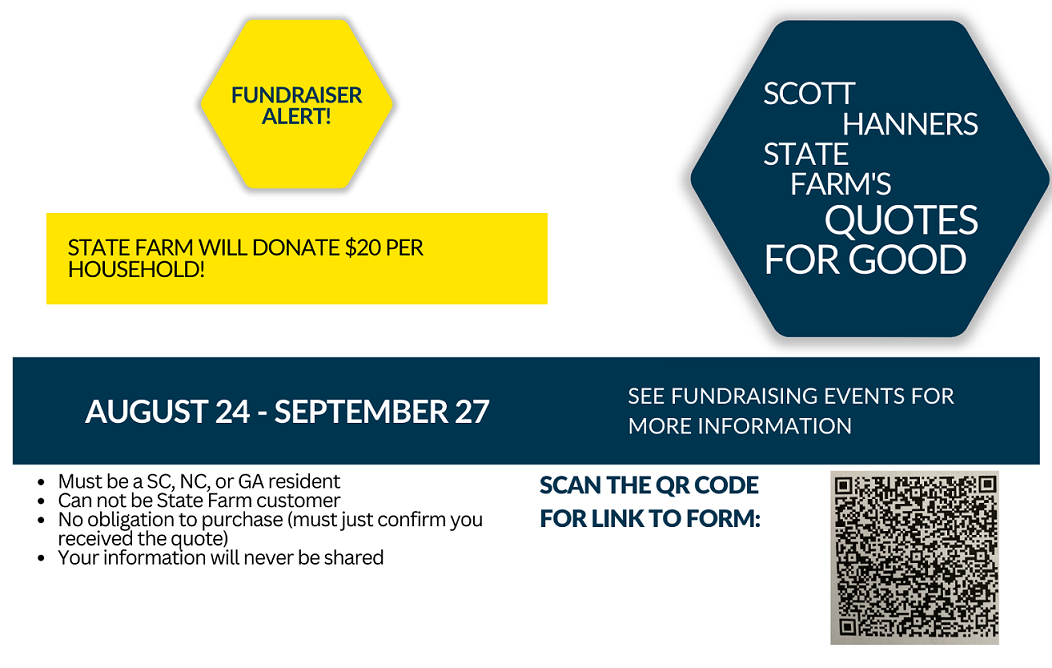 FUNDRAISER
ALERT!
SCOTT
HANNERS
STATE
FARM'S
QUOTES
FOR GOOD
STATE FARM WILL DONATE $20 PER
HOUSEHOLD!
AUGUST 24 - SEPTEMBER 27
SEE FUNDRAISING EVENTS FOR
MORE INFORMATION
• Must be a SC, NC, or GA resident
• Can not be State Farm customer
• No obligation to purchase (must just confirm you
received the quote)
• Your information will never be shared
SCAN THE QR CODE
FOR LINK TO FORM: